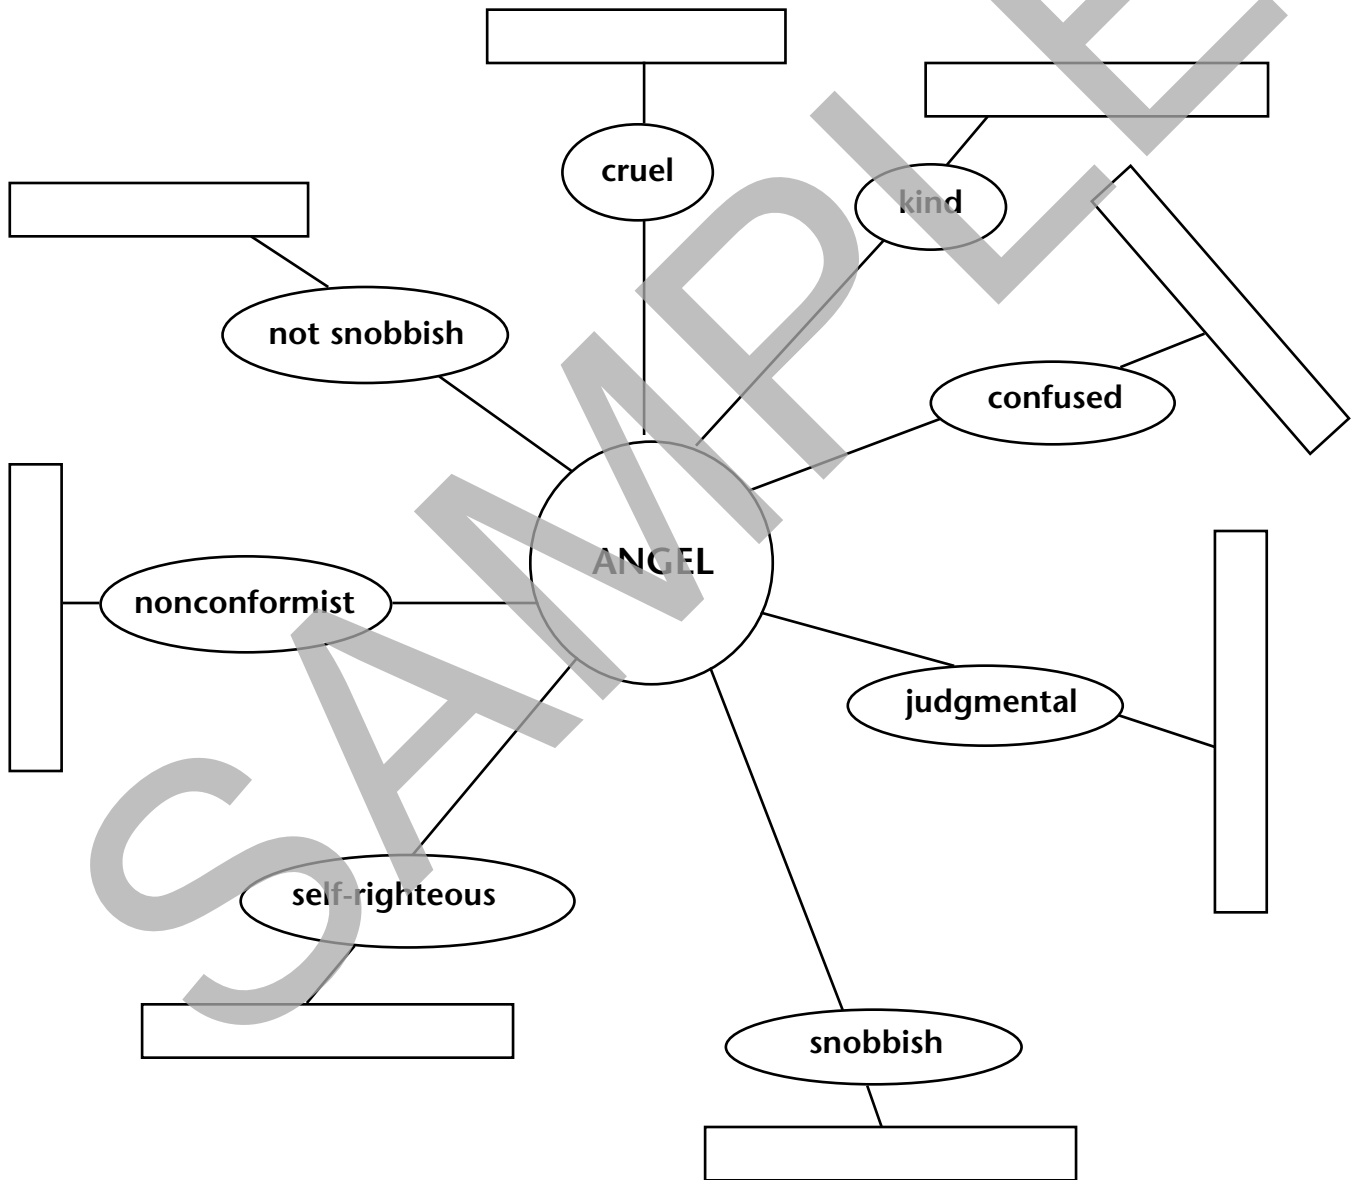 cruel
kind
not snobbish
confused
ANGEL
nonconformist
judgmental
self-righteous
snobbish
SAMPLE